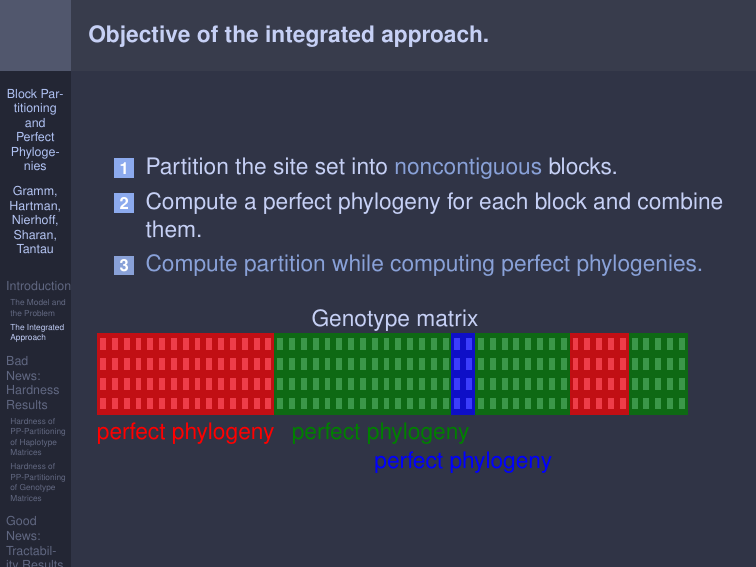 Objective of the integrated approach.
Block Par-
titioning
and
Perfect
Phyloge-
nies
Gramm,
Hartman,
Nierhoff,
Sharan,
Tantau
Introduction
The Model and
the Problem
The Integrated
Approach
Bad
News:
Hardness
Results
Hardness of
PP-Partitioning
of Haplotype
Matrices
Hardness of
PP-Partitioning
of Genotype
Matrices
Good
News:
Tractabil-
ity Results
1 Partition the site set into noncontiguous blocks.
2 Compute a perfect phylogeny for each block and combine
them.
3 Compute partition while computing perfect phylogenies.
Genotype matrix
perfect phylogeny perfect phylogeny
perfect phylogeny